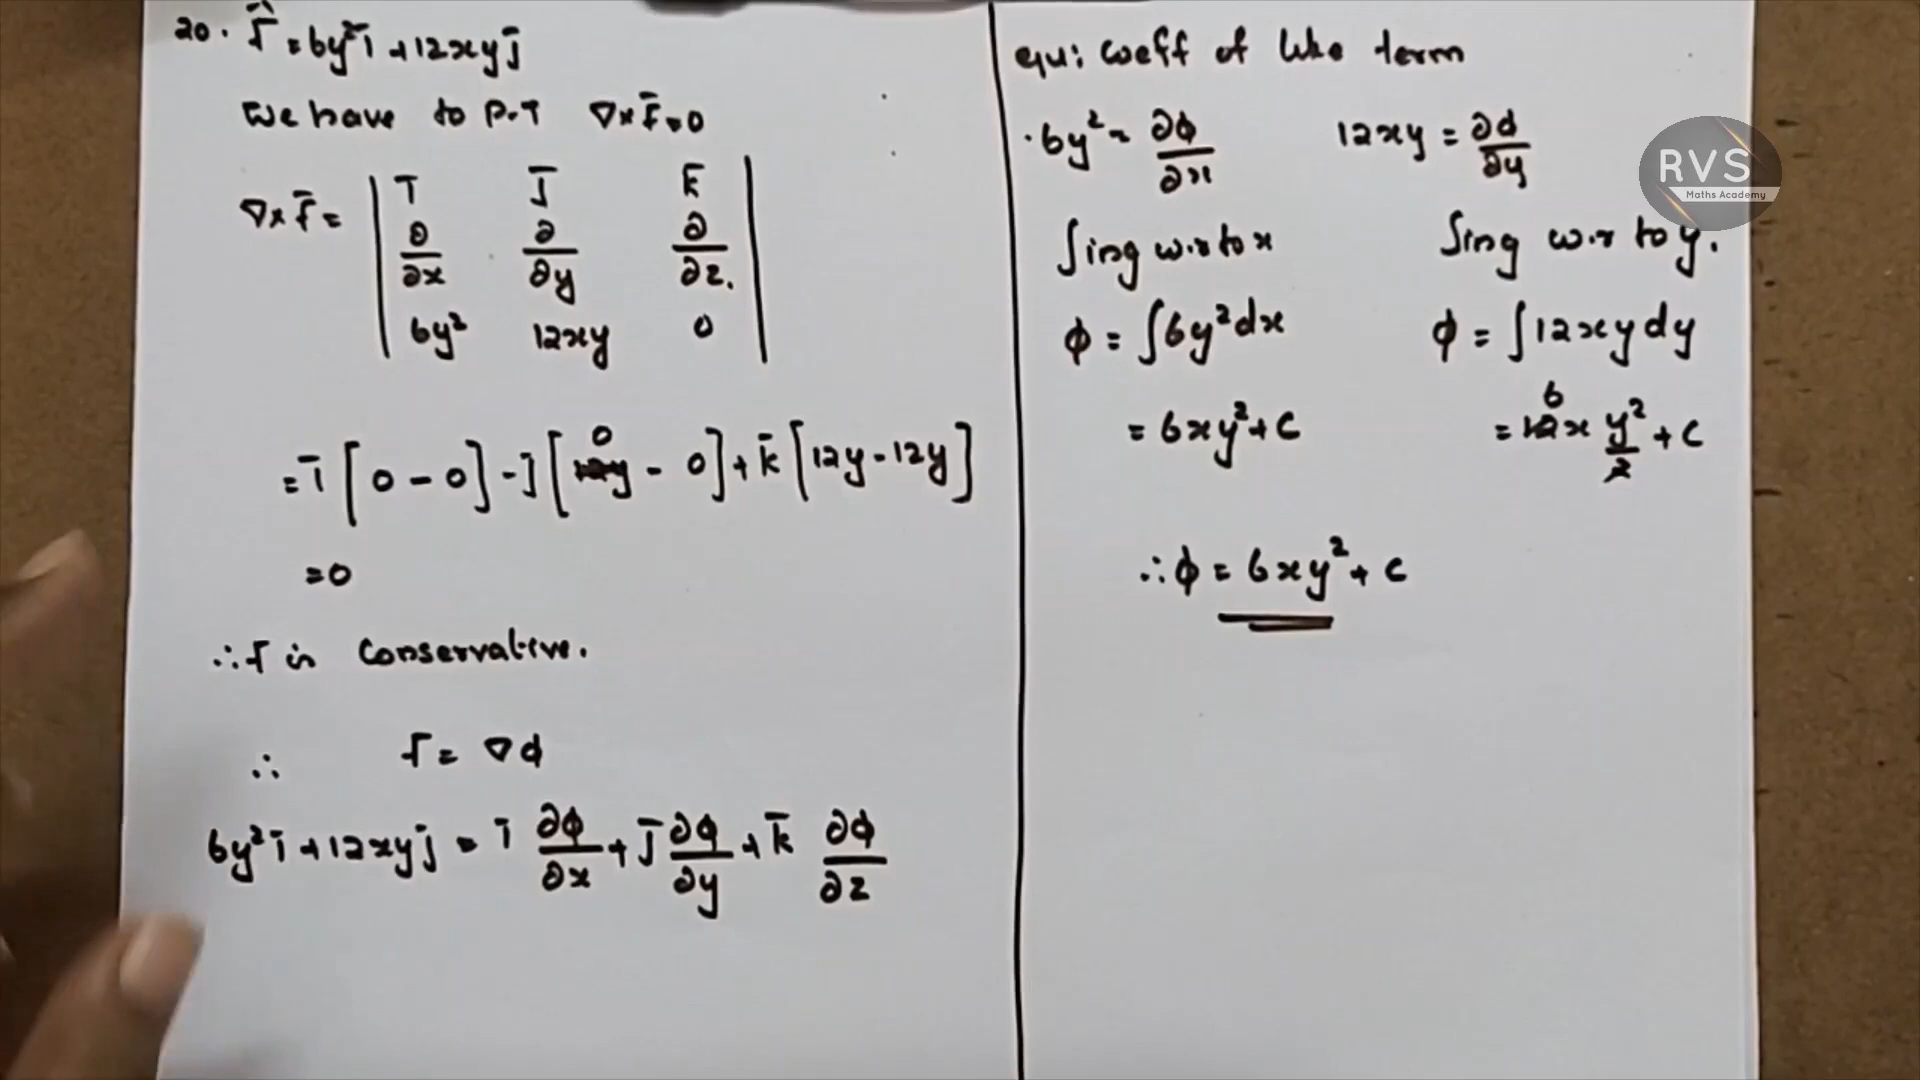 20. F̄ = 6y²ī + 12xyj̄
We have to P.T ∇×F̄=0
∇×F̄ = | ī j̄ k̄ |
| ∂/∂x ∂/∂y ∂/∂z. |
| 6y² 12xy 0 |
= ī [0 - 0] - j [0 - 0] + k̄ [12y - 12y]
= 0
∴ F is conservative.
∴ F = ∇ϕ
6y²ī + 12xyj̄ = ī ∂ϕ/∂x + j̄ ∂ϕ/∂y + k̄ ∂ϕ/∂z
equ: coeff of like term
6y² = ∂ϕ/∂x 12xy = ∂ϕ/∂y
∫ing w.r to x ∫ing w.r to y.
ϕ = ∫6y²dx ϕ = ∫12xydy
= 6xy² + c = 12x y²/2 + c
6
∴ ϕ = 6xy² + c
RVS
Maths Academy